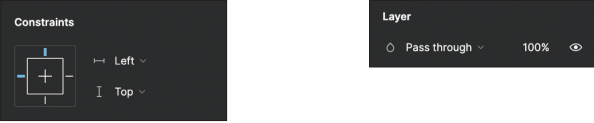 Constraints
Left
Top
Layer
Pass through 100%